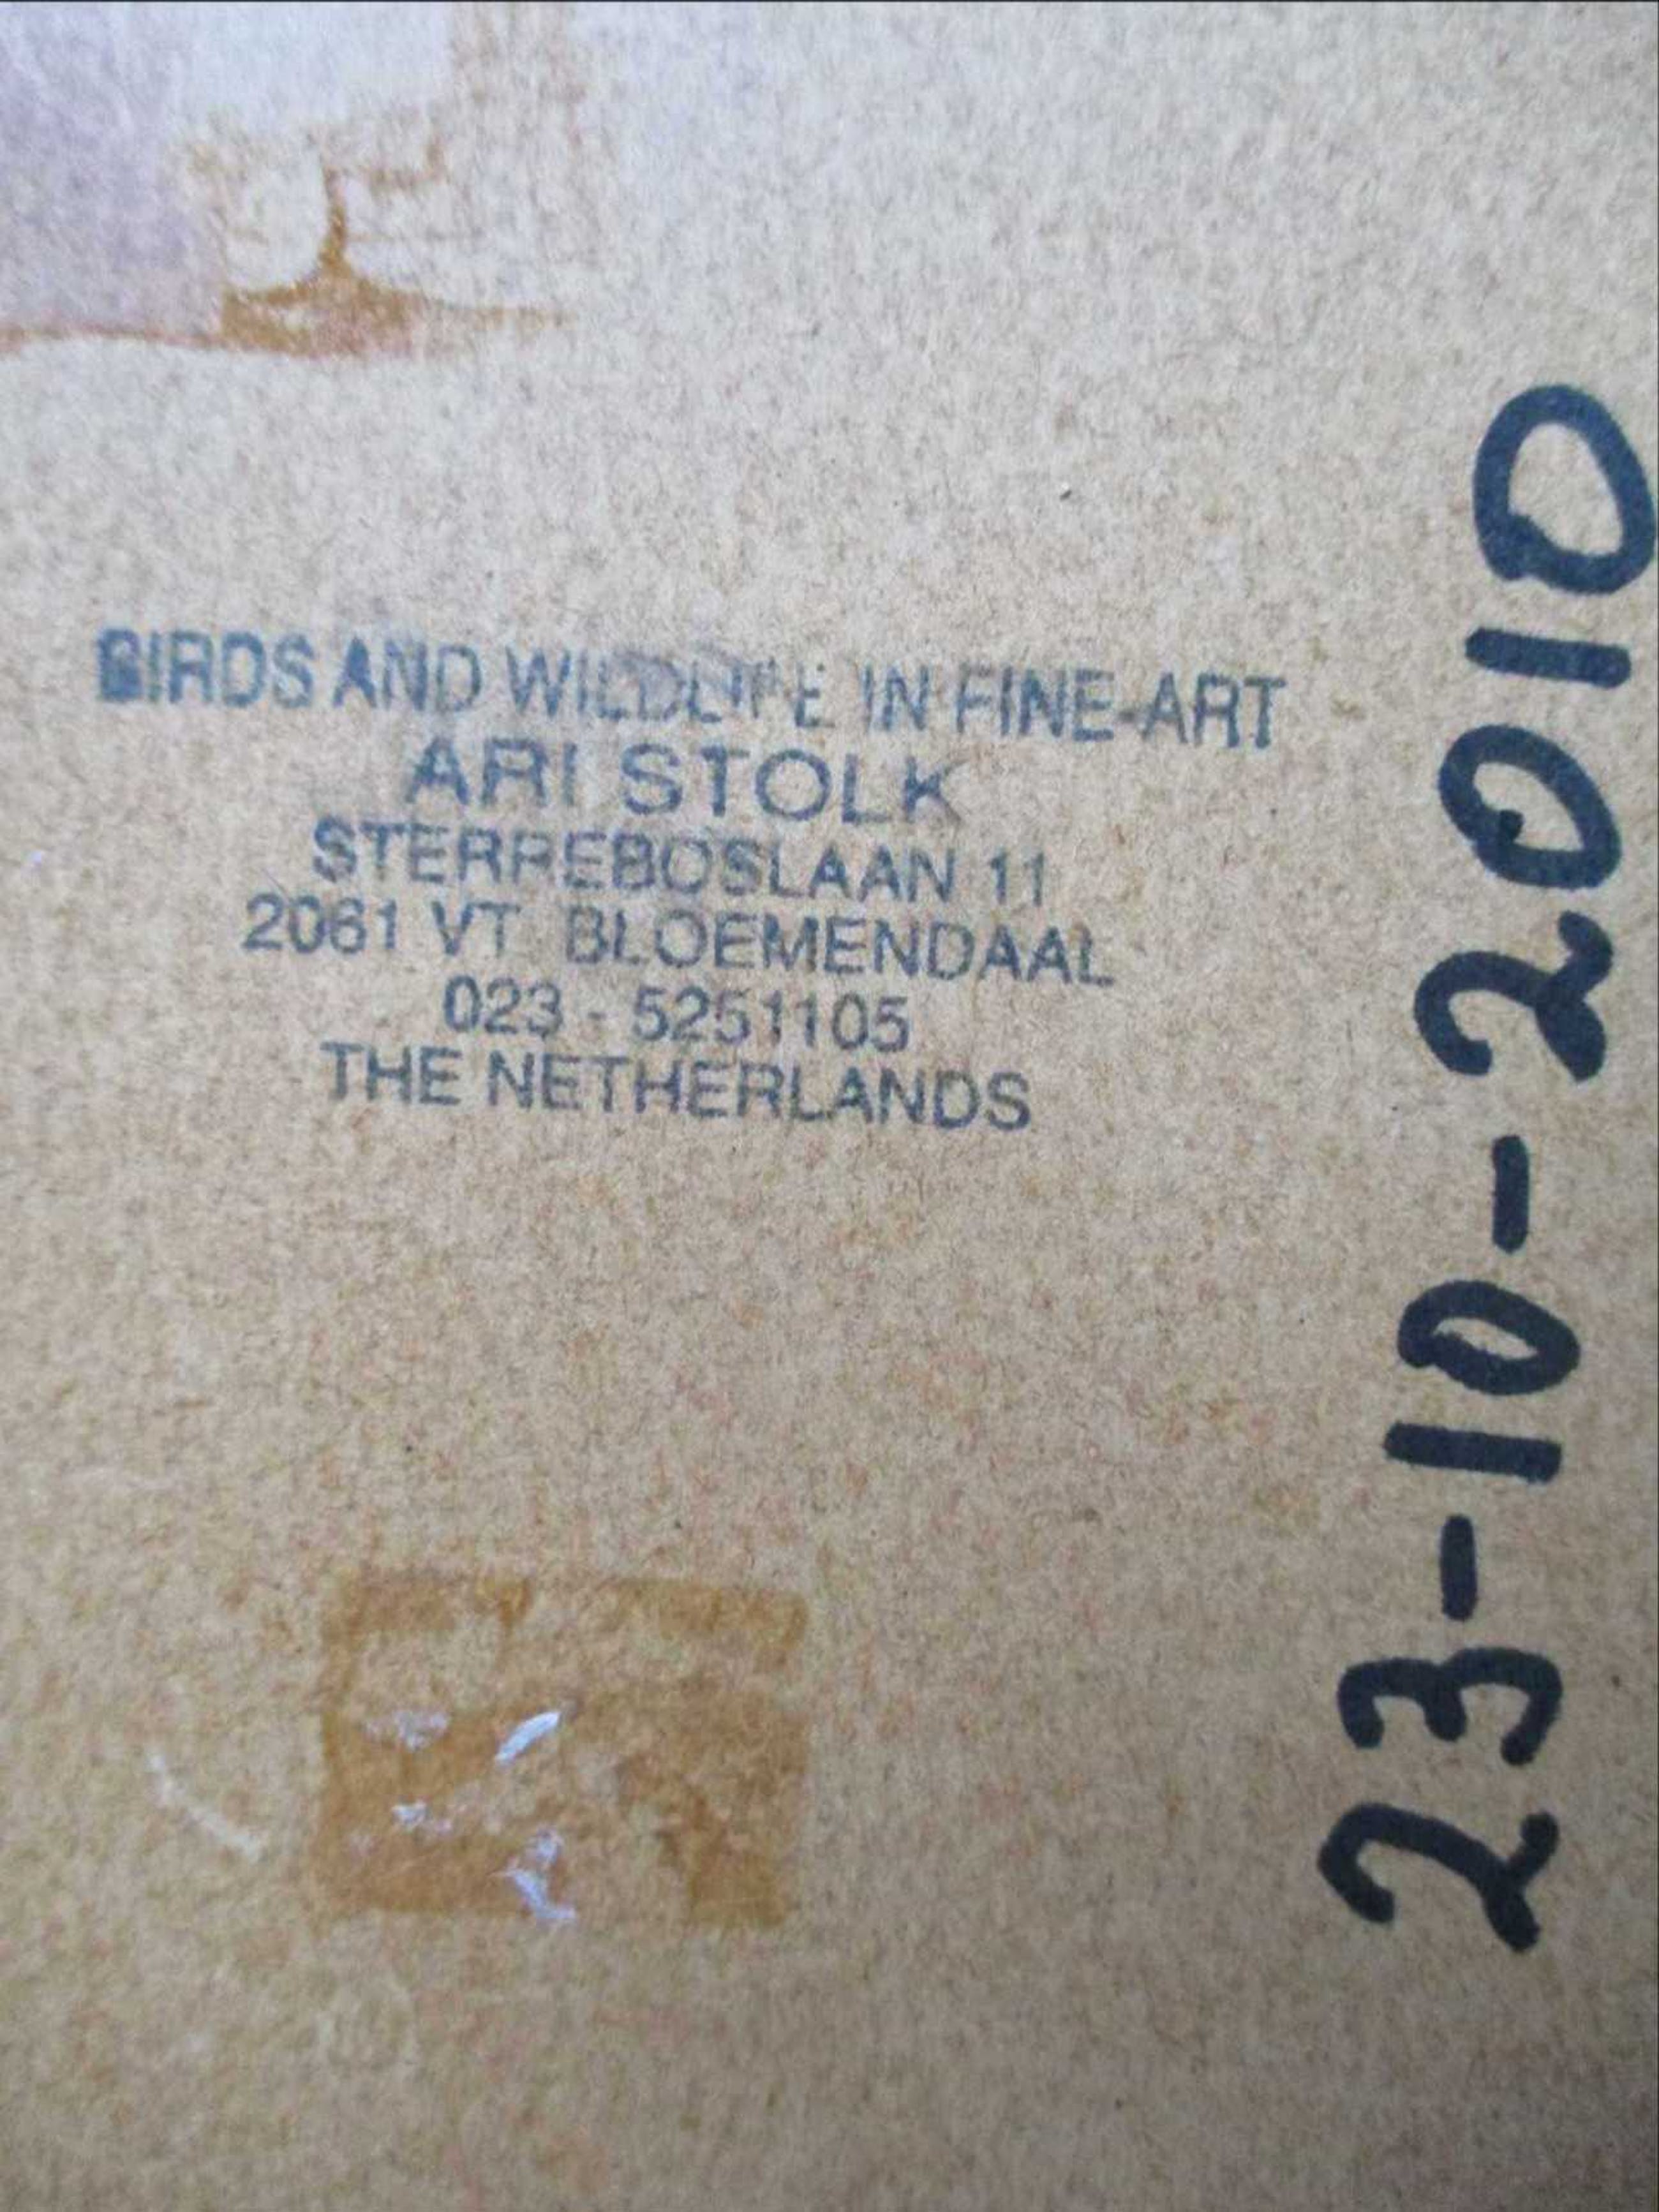 BIRDS AND WILDLIFE IN FINE-ART
ARI STOLK
STERREBOSLAAN 11
2061 VT BLOEMENDAAL
023 - 5251105
THE NETHERLANDS
23-10-2010